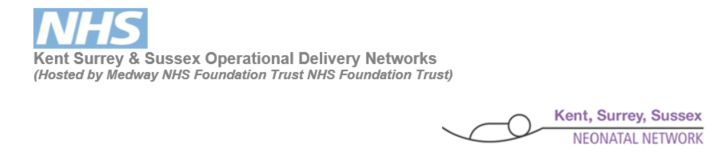 NHS
Kent Surrey & Sussex Operational Delivery Networks
(Hosted by Medway NHS Foundation Trust NHS Foundation Trust)
Kent, Surrey, Sussex
NEONATAL NETWORK